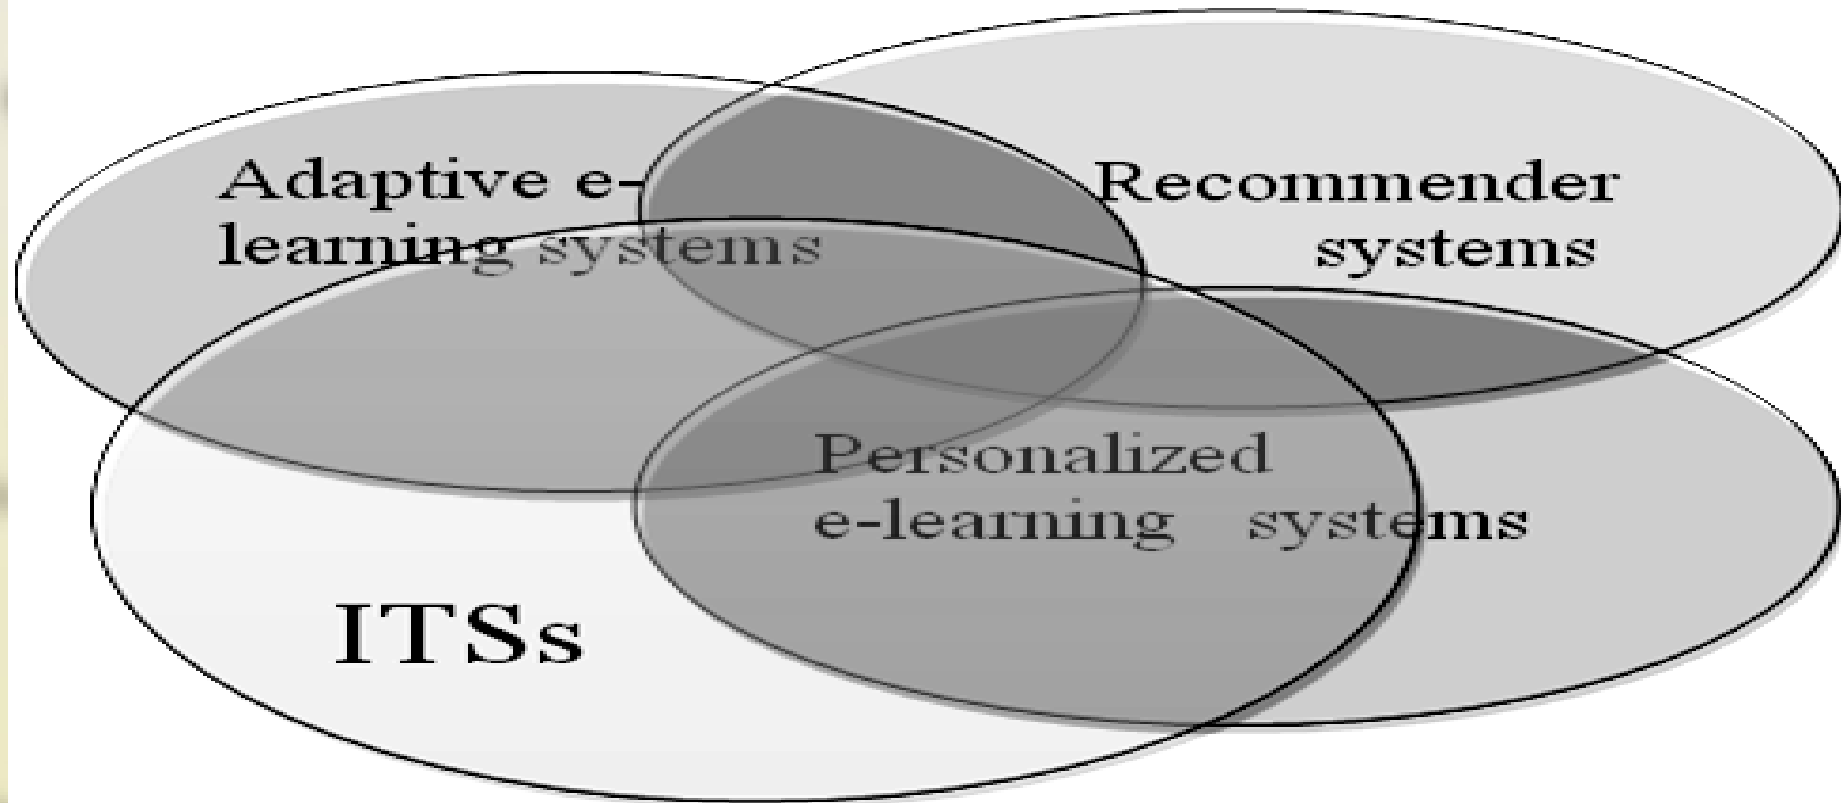 Adaptive e-
learning systems
Recommender
systems
Personalized
e-learning systems
ITSs